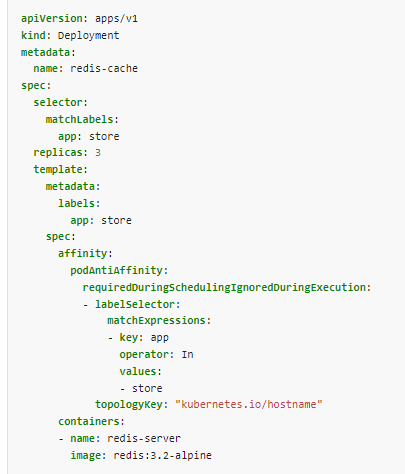 apiVersion: apps/v1
kind: Deployment
metadata:
  name: redis-cache
spec:
  selector:
    matchLabels:
      app: store
  replicas: 3
  template:
    metadata:
      labels:
        app: store
    spec:
      affinity:
        podAntiAffinity:
          requiredDuringSchedulingIgnoredDuringExecution:
          - labelSelector:
              matchExpressions:
              - key: app
                operator: In
                values:
                - store
            topologyKey: "kubernetes.io/hostname"
      containers:
      - name: redis-server
        image: redis:3.2-alpine